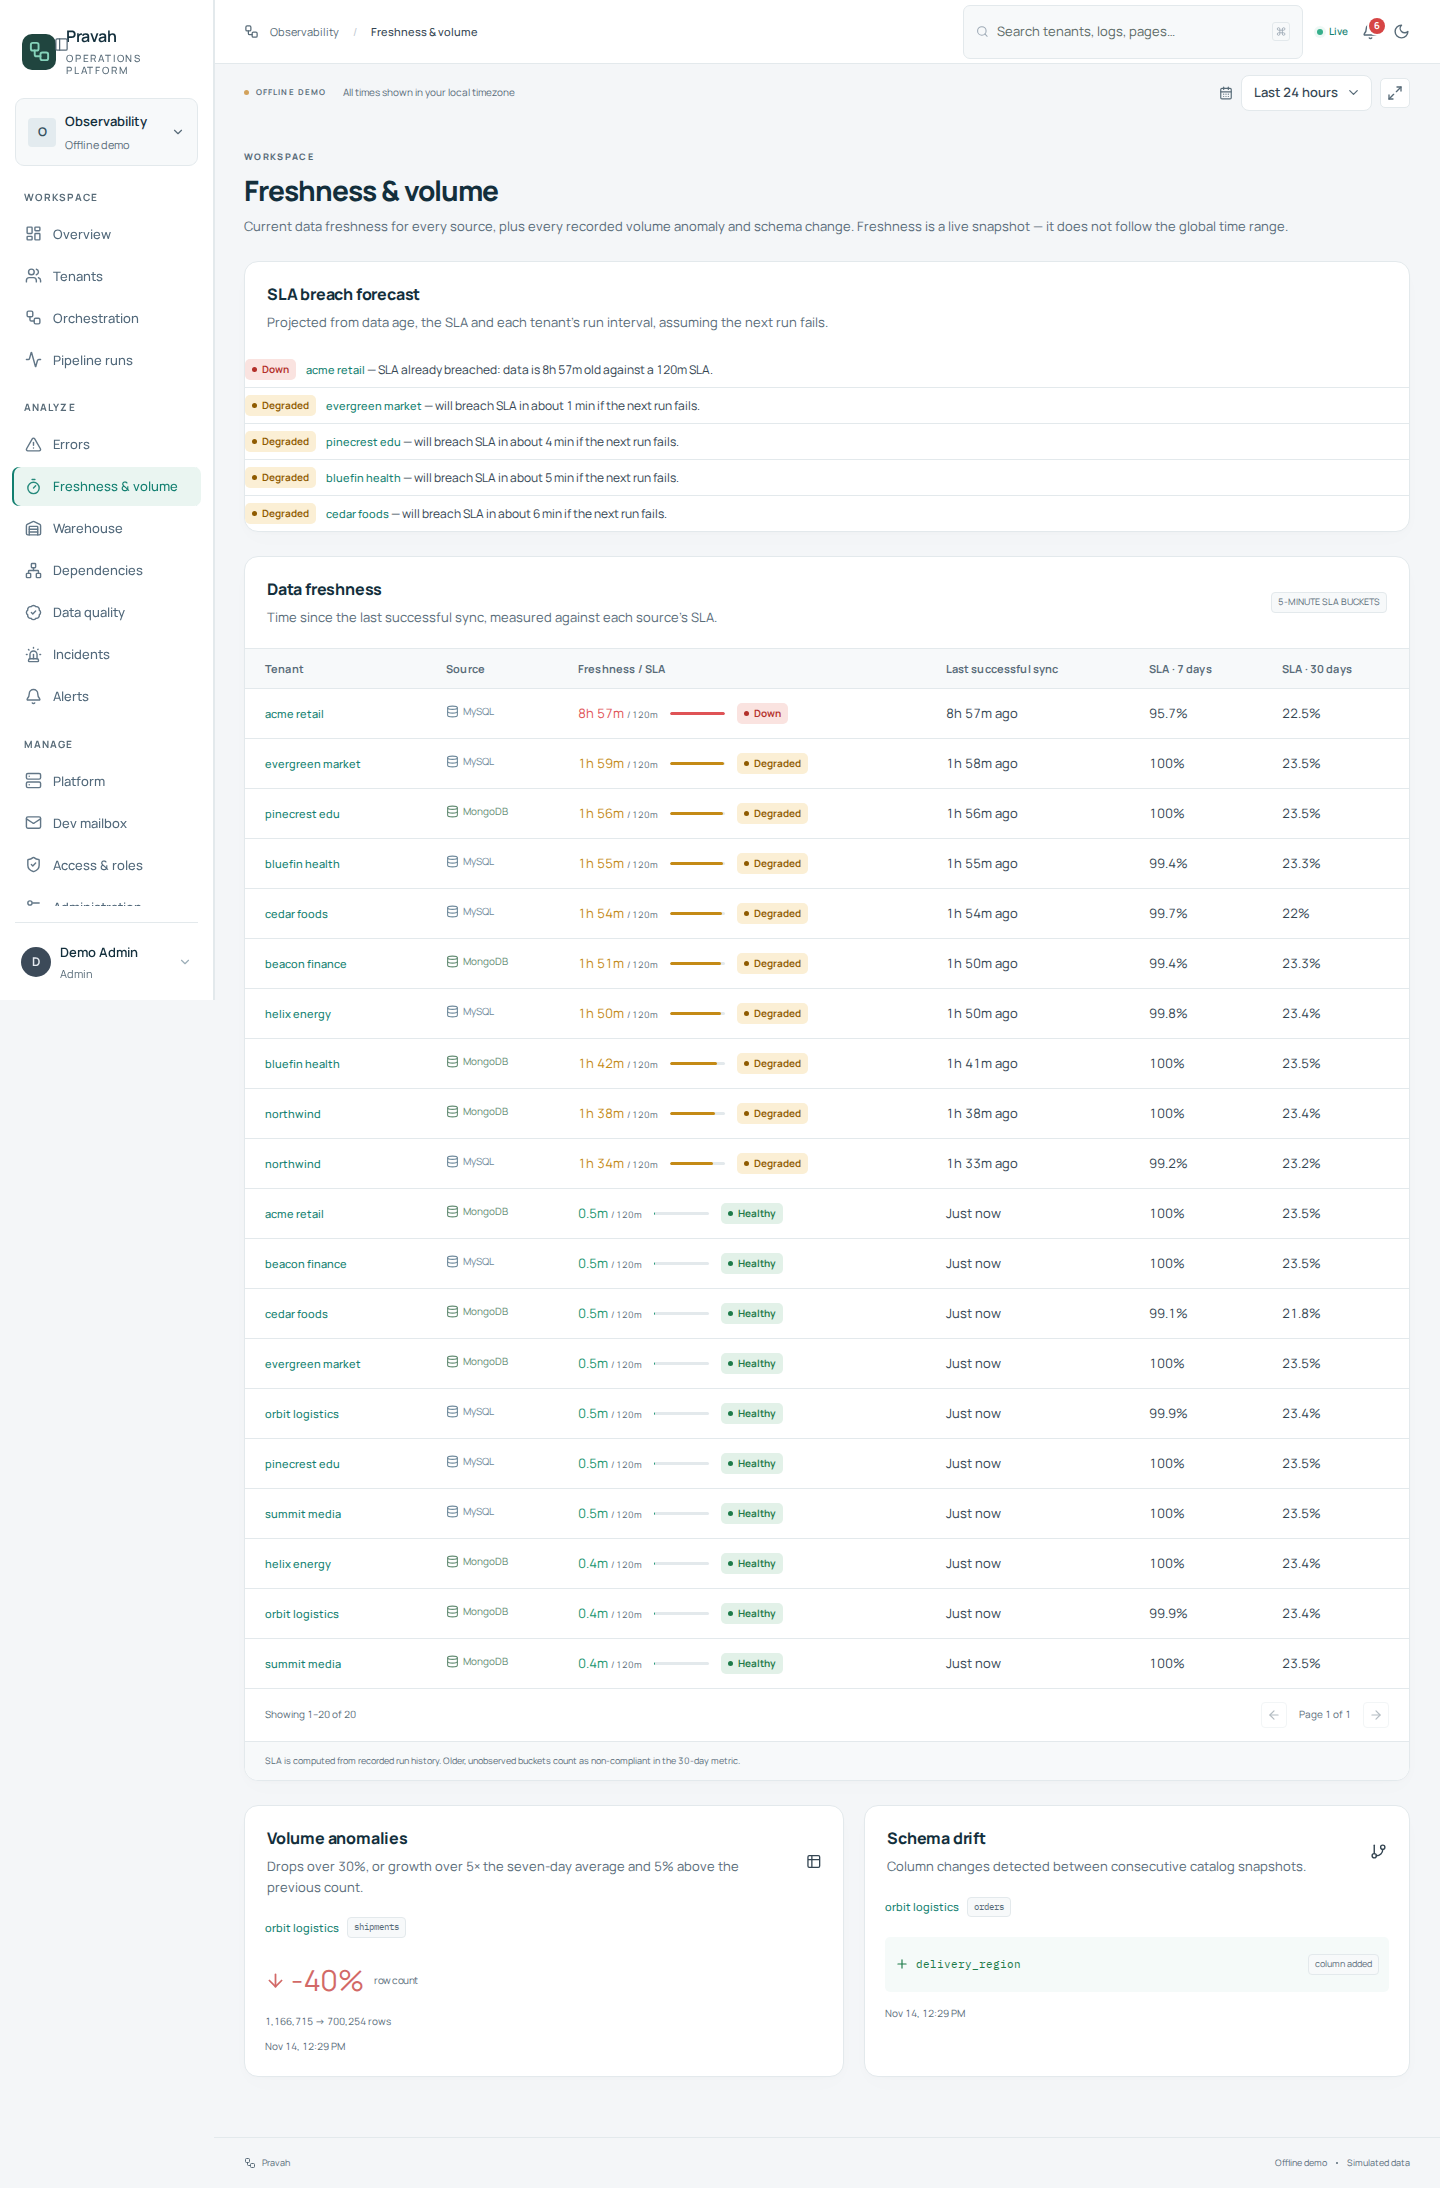 Pravah
OPERATIONS
PLATFORM
O
Observability
Offline demo
WORKSPACE
Overview
Tenants
Orchestration
Pipeline runs
ANALYZE
Errors
Freshness & volume
Warehouse
Dependencies
Data quality
Incidents
Alerts
MANAGE
Platform
Dev mailbox
Access & roles
Administration
D
Demo Admin
Admin
Observability / Freshness & volume
Search tenants, logs, pages... ⌘
Live
6
OFFLINE DEMO All times shown in your local timezone
Last 24 hours
WORKSPACE
Freshness & volume
Current data freshness for every source, plus every recorded volume anomaly and schema change. Freshness is a live snapshot — it does not follow the global time range.
SLA breach forecast
Projected from data age, the SLA and each tenant's run interval, assuming the next run fails.
Down acme retail — SLA already breached: data is 8h 57m old against a 120m SLA.
Degraded evergreen market — will breach SLA in about 1 min if the next run fails.
Degraded pinecrest edu — will breach SLA in about 4 min if the next run fails.
Degraded bluefin health — will breach SLA in about 5 min if the next run fails.
Degraded cedar foods — will breach SLA in about 6 min if the next run fails.
Data freshness
Time since the last successful sync, measured against each source's SLA.
5-MINUTE SLA BUCKETS
Tenant Source Freshness / SLA Last successful sync SLA · 7 days SLA · 30 days
acme retail MySQL 8h 57m / 120m Down 8h 57m ago 95.7% 22.5%
evergreen market MySQL 1h 59m / 120m Degraded 1h 58m ago 100% 23.5%
pinecrest edu MongoDB 1h 56m / 120m Degraded 1h 56m ago 100% 23.5%
bluefin health MySQL 1h 55m / 120m Degraded 1h 55m ago 99.4% 23.3%
cedar foods MySQL 1h 54m / 120m Degraded 1h 54m ago 99.7% 22%
beacon finance MongoDB 1h 51m / 120m Degraded 1h 50m ago 99.4% 23.3%
helix energy MySQL 1h 50m / 120m Degraded 1h 50m ago 99.8% 23.4%
bluefin health MongoDB 1h 42m / 120m Degraded 1h 41m ago 100% 23.5%
northwind MongoDB 1h 38m / 120m Degraded 1h 38m ago 100% 23.4%
northwind MySQL 1h 34m / 120m Degraded 1h 33m ago 99.2% 23.2%
acme retail MongoDB 0.5m / 120m Healthy Just now 100% 23.5%
beacon finance MySQL 0.5m / 120m Healthy Just now 100% 23.5%
cedar foods MongoDB 0.5m / 120m Healthy Just now 99.1% 21.8%
evergreen market MongoDB 0.5m / 120m Healthy Just now 100% 23.5%
orbit logistics MySQL 0.5m / 120m Healthy Just now 99.9% 23.4%
pinecrest edu MySQL 0.5m / 120m Healthy Just now 100% 23.5%
summit media MySQL 0.5m / 120m Healthy Just now 100% 23.5%
helix energy MongoDB 0.4m / 120m Healthy Just now 100% 23.4%
orbit logistics MongoDB 0.4m / 120m Healthy Just now 99.9% 23.4%
summit media MongoDB 0.4m / 120m Healthy Just now 100% 23.5%
Showing 1–20 of 20
Page 1 of 1
SLA is computed from recorded run history. Older, unobserved buckets count as non-compliant in the 30-day metric.
Volume anomalies
Drops over 30%, or growth over 5× the seven-day average and 5% above the
previous count.
orbit logistics shipments
↓ -40% row count
1,166,715 → 700,254 rows
Nov 14, 12:29 PM
Schema drift
Column changes detected between consecutive catalog snapshots.
orbit logistics orders
+ delivery_region column added
Nov 14, 12:29 PM
Pravah
Offline demo • Simulated data